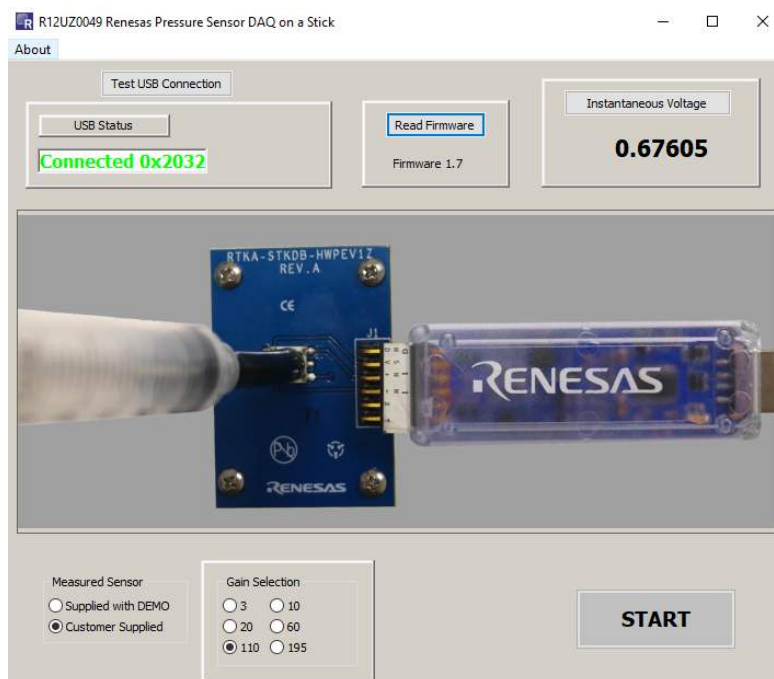 R12UZ0049 Renesas Pressure Sensor DAQ on a Stick
About
Test USB Connection
USB Status
Connected 0x2032
Read Firmware
Firmware 1.7
Instantaneous Voltage
0.67605
RTKA-STKDB-HWPEV1Z
REV.A
CE
J1
Pb
RENESAS
RENESAS
Measured Sensor
Supplied with DEMO
Customer Supplied
Gain Selection
3 10
20 60
110 195
START